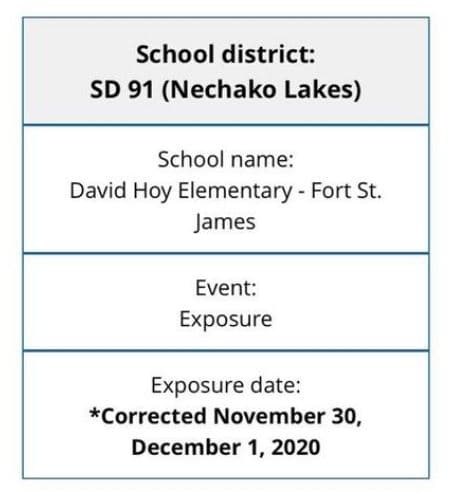 School district:
SD 91 (Nechako Lakes)
School name:
David Hoy Elementary - Fort St.
James
Event:
Exposure
Exposure date:
*Corrected November 30,
December 1, 2020